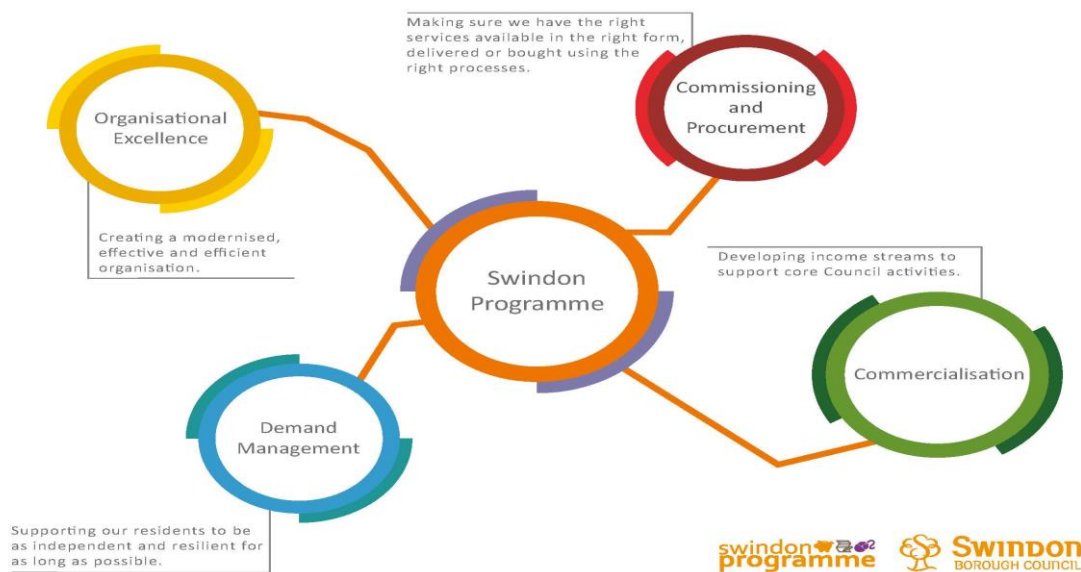 Making sure we have the right
services available in the right form,
delivered or bought using the
right processes.
Organisational
Excellence
Commissioning
and
Procurement
Creating a modernised,
effective and efficient
organisation.
Swindon
Programme
Developing income streams to
support core Council activities.
Commercialisation
Demand
Management
Supporting our residents to be
as independent and resilient for
as long as possible.
swindon
programme
SWINDON
BOROUGH COUNCIL